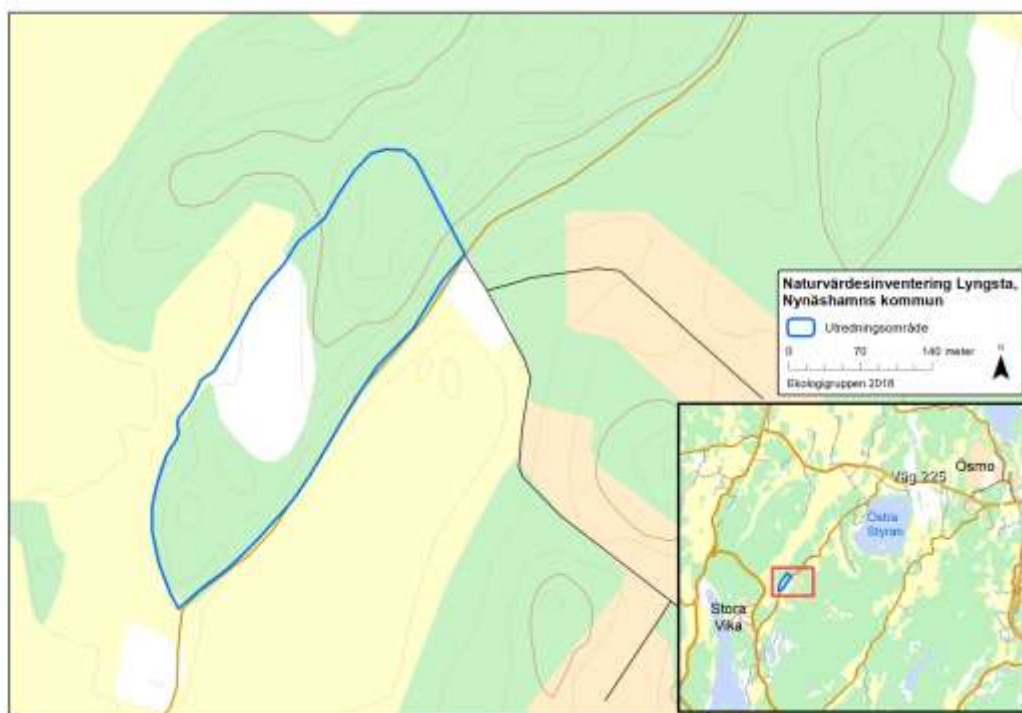 Naturvärdesinventering Lyngsta,
Nynäshamns kommun
Utredningsområde
0 70 140 meter
N
Ekologigruppen 2018
Väg 225
Ösmo
Östra
Styran
Stora
Vika